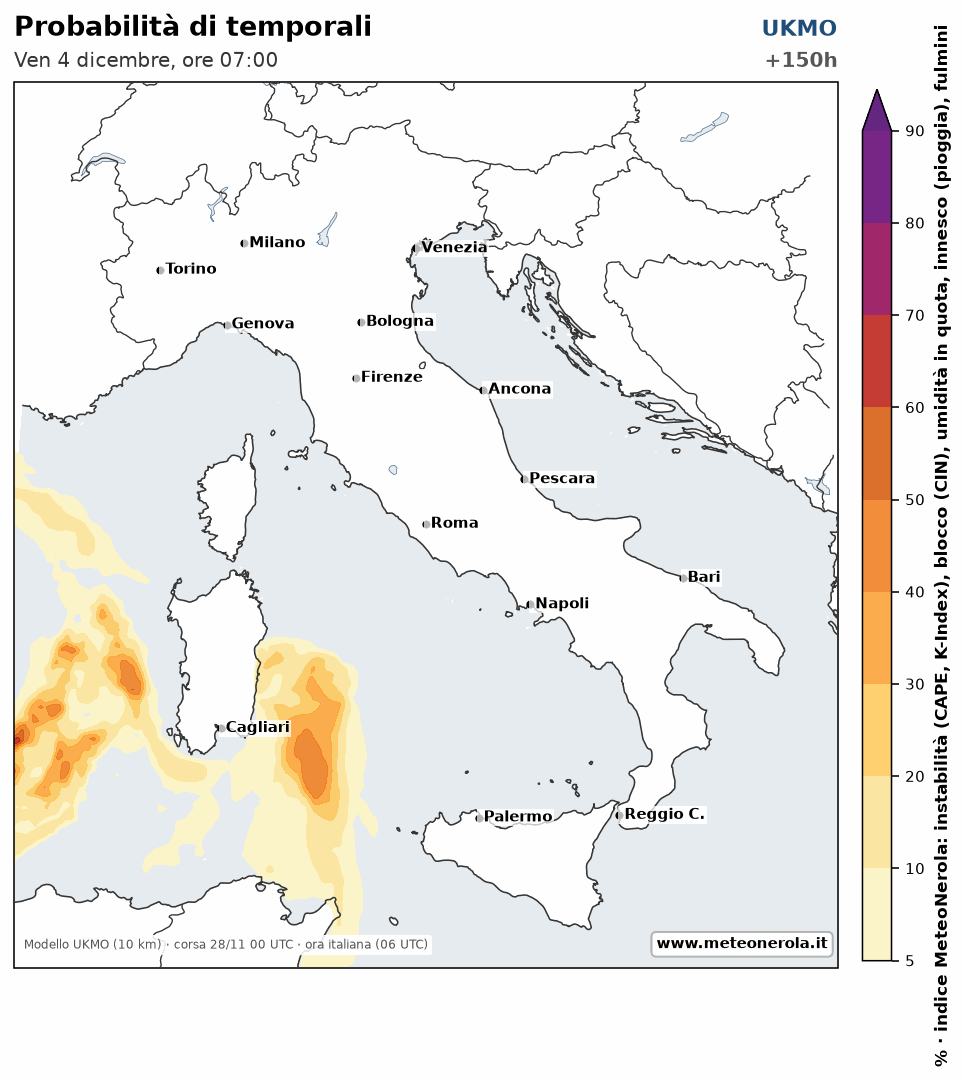 Probabilità di temporali
UKMO
Ven 4 dicembre, ore 07:00
+150h
Milano
Venezia
Torino
Genova
Bologna
Firenze
Ancona
Pescara
Roma
Bari
Napoli
Cagliari
Palermo
Reggio C.
Modello UKMO (10 km) · corsa 28/11 00 UTC · ora italiana (06 UTC)
www.meteonerola.it
90
80
70
60
50
40
30
20
10
5
% · indice MeteoNerola: instabilità (CAPE, K-Index), blocco (CIN), umidità in quota, innesco (pioggia), fulmini